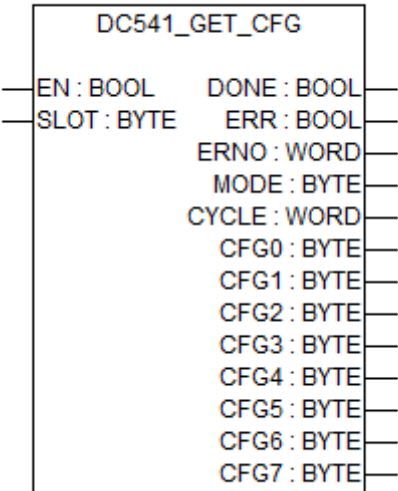 DC541_GET_CFG
EN : BOOL DONE : BOOL
SLOT : BYTE ERR : BOOL
ERNO : WORD
MODE : BYTE
CYCLE : WORD
CFG0 : BYTE
CFG1 : BYTE
CFG2 : BYTE
CFG3 : BYTE
CFG4 : BYTE
CFG5 : BYTE
CFG6 : BYTE
CFG7 : BYTE